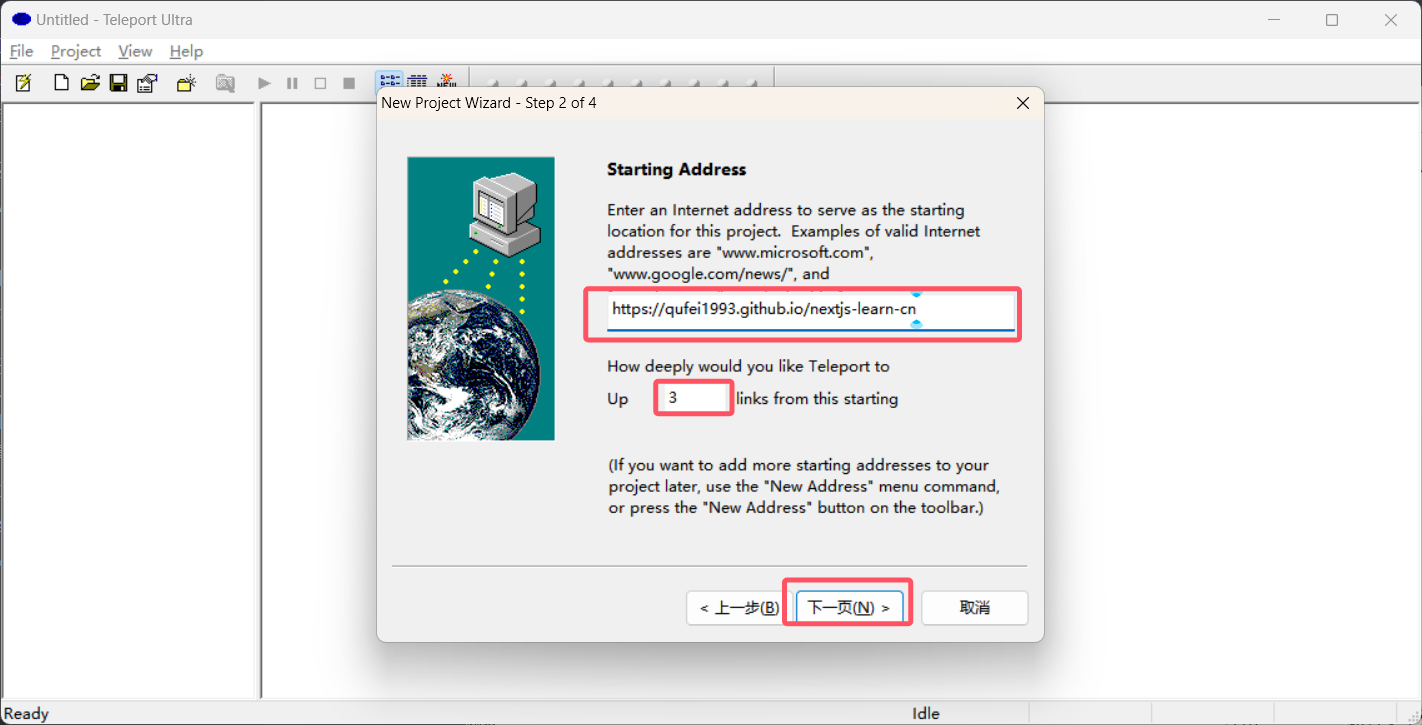 Untitled - Teleport Ultra
File Project View Help
New Project Wizard - Step 2 of 4
Starting Address
Enter an Internet address to serve as the starting
location for this project. Examples of valid Internet
addresses are "www.microsoft.com",
"www.google.com/news/", and
https://qufei1993.github.io/nextjs-learn-cn
How deeply would you like Teleport to
Up 3 links from this starting
(If you want to add more starting addresses to your
project later, use the "New Address" menu command,
or press the "New Address" button on the toolbar.)
< 上一步(B) 下一页(N) > 取消
Ready Idle